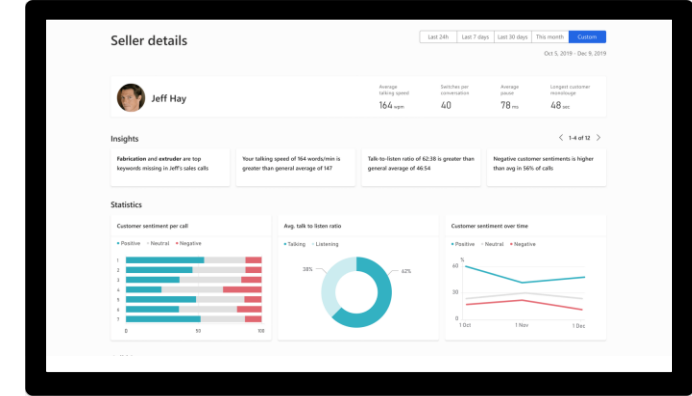 Seller details
Last 24h Last 7 days Last 30 days This month Custom
Oct 5, 2019 - Dec 9, 2019
Jeff Hay
Average talking speed
164 wpm
Switches per conversation
40
Average pause
78 ms
Longest customer monolouge
48 sec
Insights
1-4 of 12
Fabrication and extruder are top
keywords missing in Jeff's sales calls
Your talking speed of 164 words/min is
greater than general average of 147
Talk-to-listen ratio of 62:38 is greater than
general average of 46:54
Negative customer sentiments is higher
than avg in 56% of calls
Statistics
Customer sentiment per call
Positive Neutral Negative
1
2
3
4
5
6
7
0 50 100
Avg. talk to listen ratio
Talking Listening
38% 62%
Customer sentiment over time
Positive Neutral Negative
%
40
30
0
1 Oct 1 Nov 1 Dec